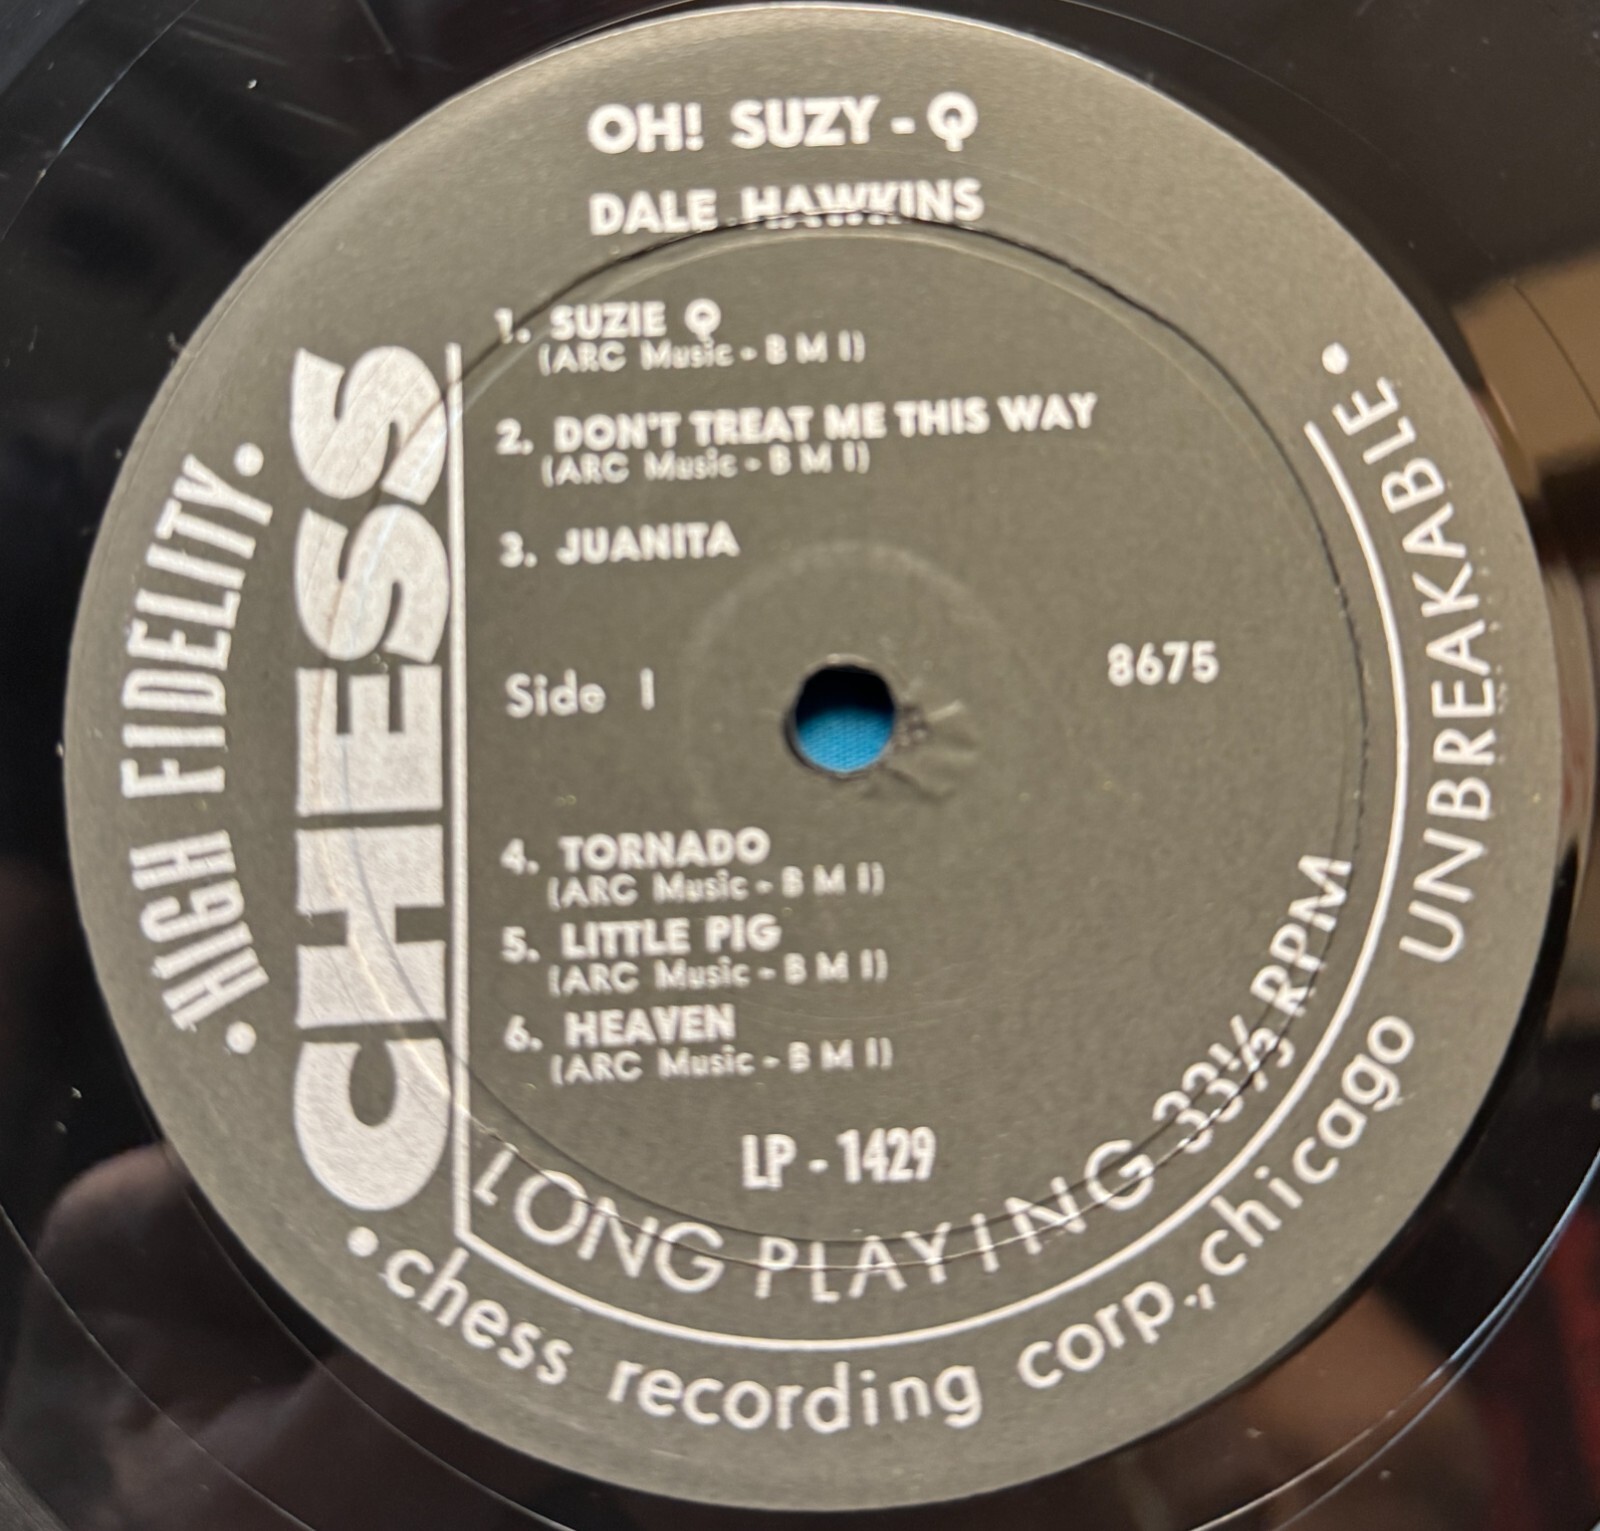 OH! SUZY - Q
DALE HAWKINS
1. SUZIE Q
(ARC Music - B M I)
2. DON'T TREAT ME THIS WAY
(ARC Music - B M I)
3. JUANITA
Side 1
8675
4. TORNADO
(ARC Music - B M I)
5. LITTLE PIG
(ARC Music - B M I)
6. HEAVEN
(ARC Music - B M I)
LP - 1429
LONG PLAYING 33⅓ RPM
CHESS
• HIGH FIDELITY •
• chess recording corp., chicago UNBREAKABLE •